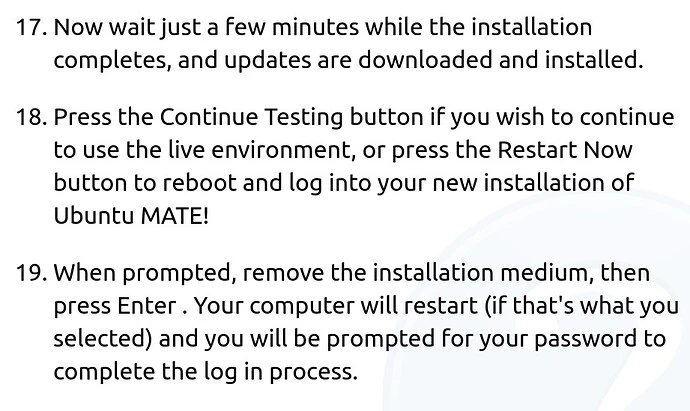 17. Now wait just a few minutes while the installation
completes, and updates are downloaded and installed.
18. Press the Continue Testing button if you wish to continue
to use the live environment, or press the Restart Now
button to reboot and log into your new installation of
Ubuntu MATE!
19. When prompted, remove the installation medium, then
press Enter . Your computer will restart (if that's what you
selected) and you will be prompted for your password to
complete the log in process.